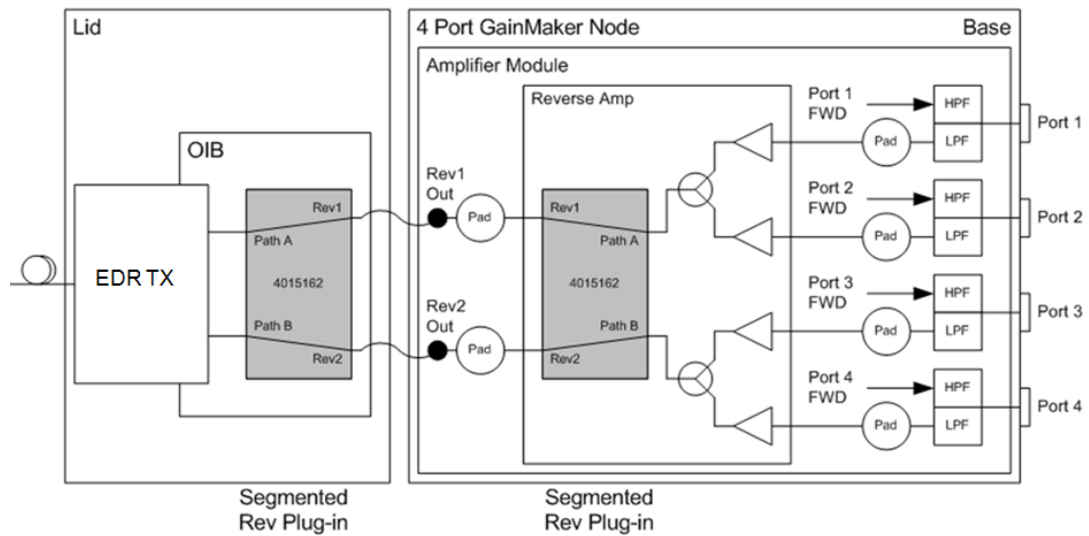 Lid
4 Port GainMaker Node
Base
Amplifier Module
Reverse Amp
Port 1
FWD
HPF
Pad
LPF
Port 1
OIB
Rev1
Out
Pad
Rev1
Path A
4015162
Path B
Rev2
EDR TX
Rev2
Out
Pad
Rev1
Path A
4015162
Path B
Rev2
Port 2
FWD
HPF
Pad
LPF
Port 2
Port 3
FWD
HPF
Pad
LPF
Port 3
Port 4
FWD
HPF
Pad
LPF
Port 4
Segmented
Rev Plug-in
Segmented
Rev Plug-in